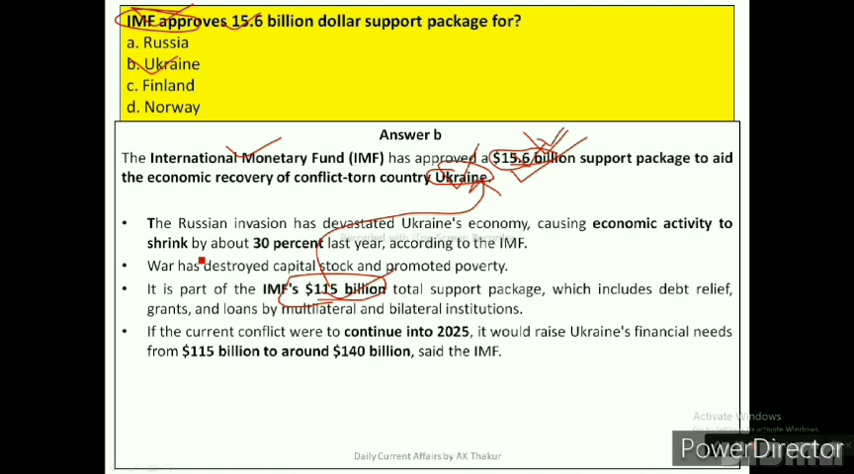 IMF approves 15.6 billion dollar support package for?
a. Russia
b. Ukraine
c. Finland
d. Norway
Answer b
The International Monetary Fund (IMF) has approved a $15.6 billion support package to aid
the economic recovery of conflict-torn country Ukraine.
• The Russian invasion has devastated Ukraine's economy, causing economic activity to
shrink by about 30 percent last year, according to the IMF.
• War has destroyed capital stock and promoted poverty.
• It is part of the IMF's $115 billion total support package, which includes debt relief,
grants, and loans by multilateral and bilateral institutions.
• If the current conflict were to continue into 2025, it would raise Ukraine's financial needs
from $115 billion to around $140 billion, said the IMF.
Activate Windows
Go to Settings to activate Windows.
PowerDirector
Daily Current Affairs by AK Thakur